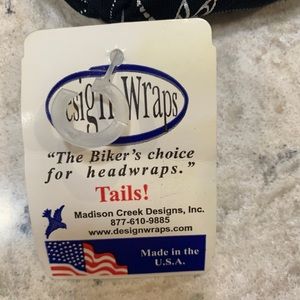 esign Wraps
"The Biker's choice
for headwraps."
Tails!
Madison Creek Designs, Inc.
877-610-9885
www.designwraps.com
Made in the
U.S.A.